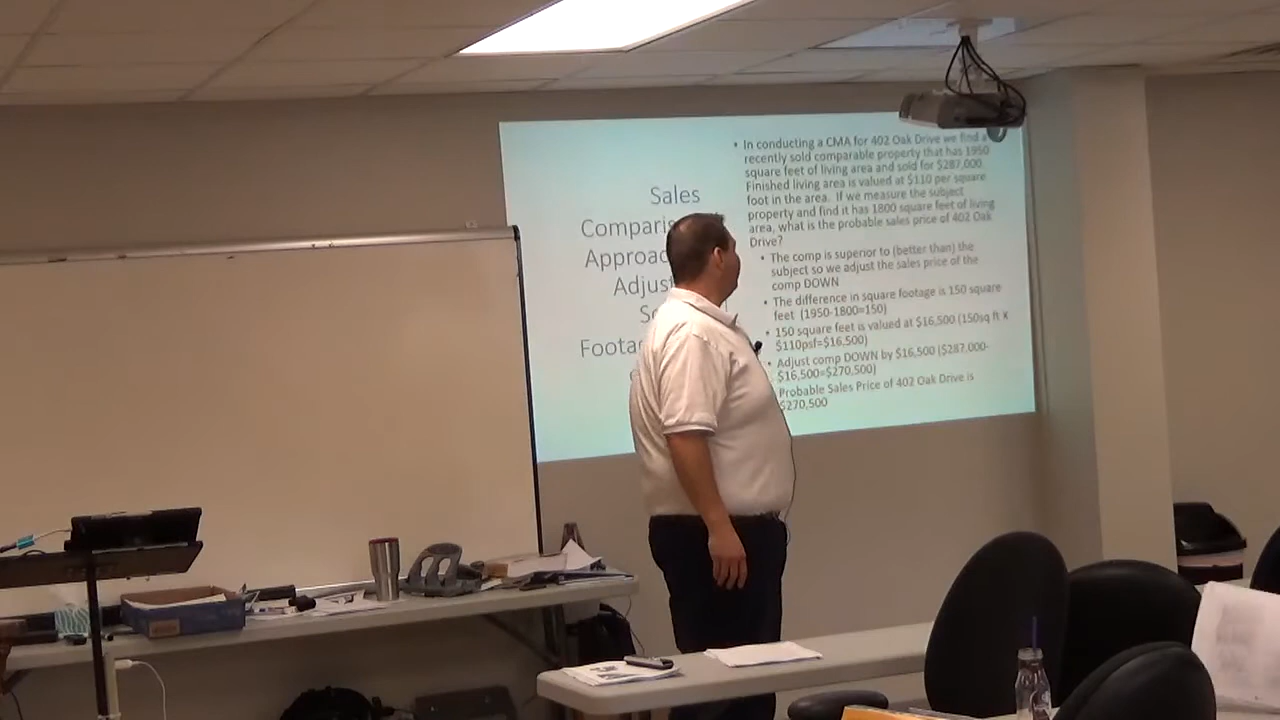 Sales
Comparis
Approac
Adjus
S
Foota
• In conducting a CMA for 402 Oak Drive we find a
recently sold comparable property that has 1950
square feet of living area and sold for $287,000.
Finished living area is valued at $110 per square
foot in the area. If we measure the subject
property and find it has 1800 square feet of living
area, what is the probable sales price of 402 Oak
Drive?
• The comp is superior to (better than) the
subject so we adjust the sales price of the
comp DOWN
• The difference in square footage is 150 square
feet (1950-1800=150)
• 150 square feet is valued at $16,500 (150sq ft x
$110psf=$16,500)
• Adjust comp DOWN by $16,500 ($287,000-
$16,500=$270,500)
Probable Sales Price of 402 Oak Drive is
$270,500